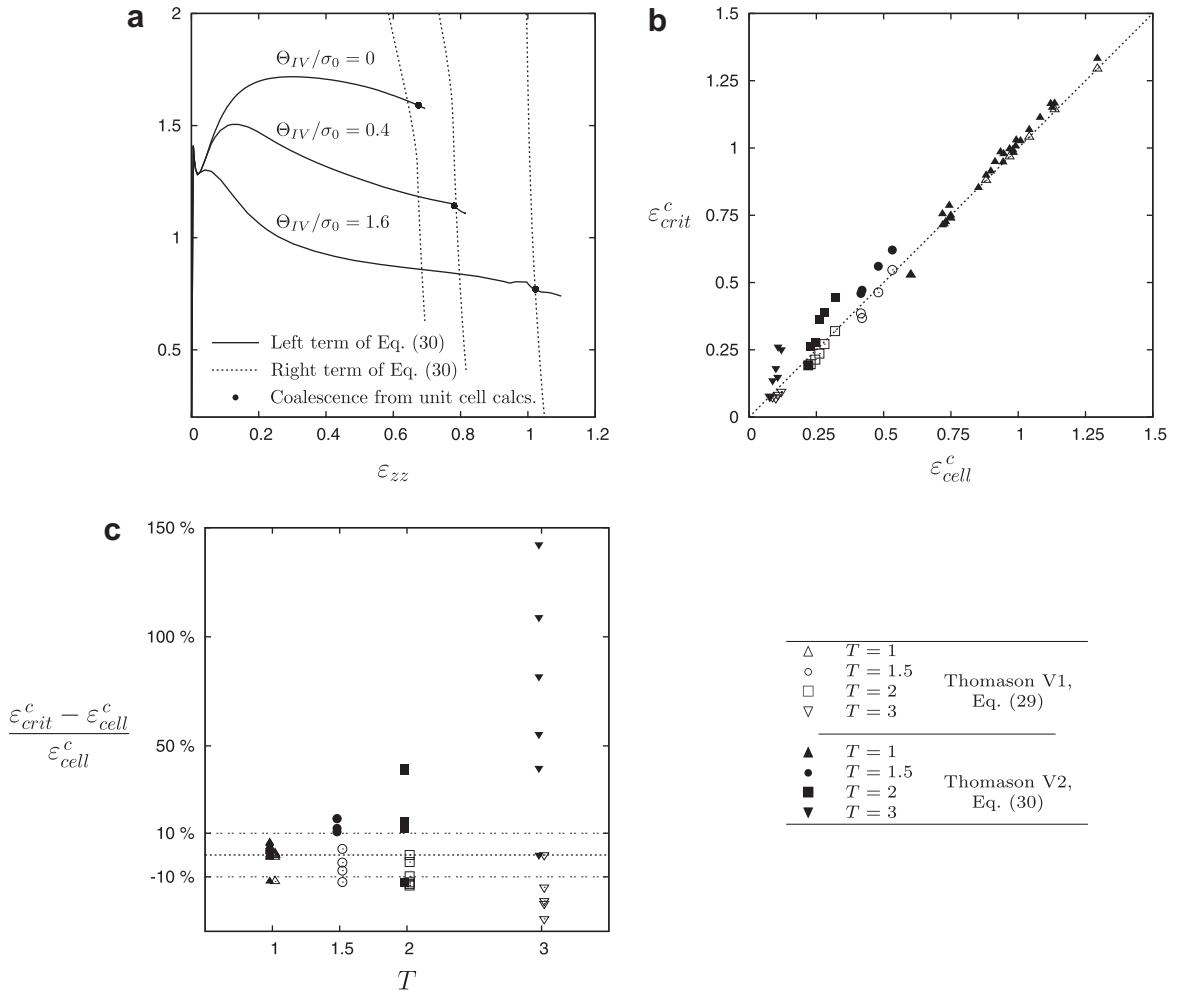 a
2
1.5
1
0.5
0
0.2
0.4
0.6
0.8
1
1.2
Θ_IV/σ_0 = 0
Θ_IV/σ_0 = 0.4
Θ_IV/σ_0 = 1.6
Left term of Eq. (30)
Right term of Eq. (30)
Coalescence from unit cell calcs.
ε_zz
b
1.5
1.25
1
0.75
0.5
0.25
0
ε^c_crit
0
0.25
0.5
0.75
1
1.25
1.5
ε^c_cell
c
150 %
100 %
50 %
10 %
-10 %
ε^c_crit − ε^c_cell
ε^c_cell
1
1.5
2
3
T
T = 1
T = 1.5
T = 2
T = 3
Thomason V1,
Eq. (29)
T = 1
T = 1.5
T = 2
T = 3
Thomason V2,
Eq. (30)